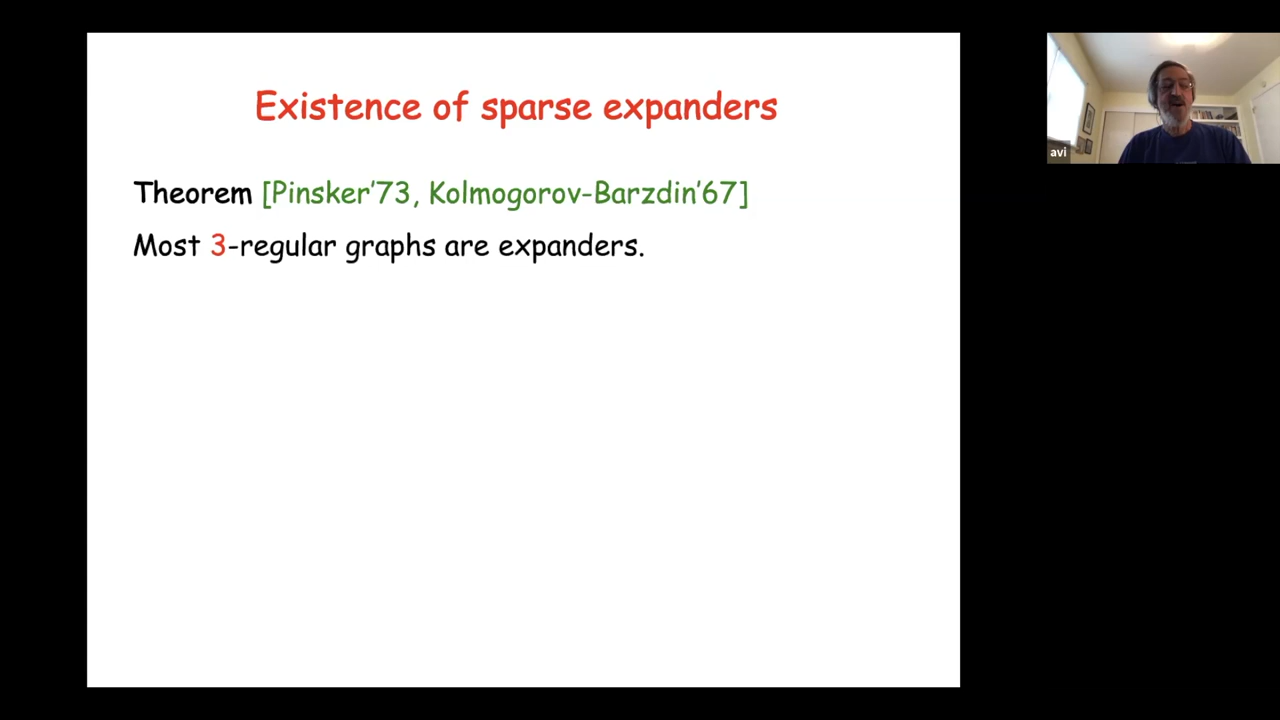 Existence of sparse expanders
Theorem [Pinsker'73, Kolmogorov-Barzdin'67]
Most 3-regular graphs are expanders.
avi